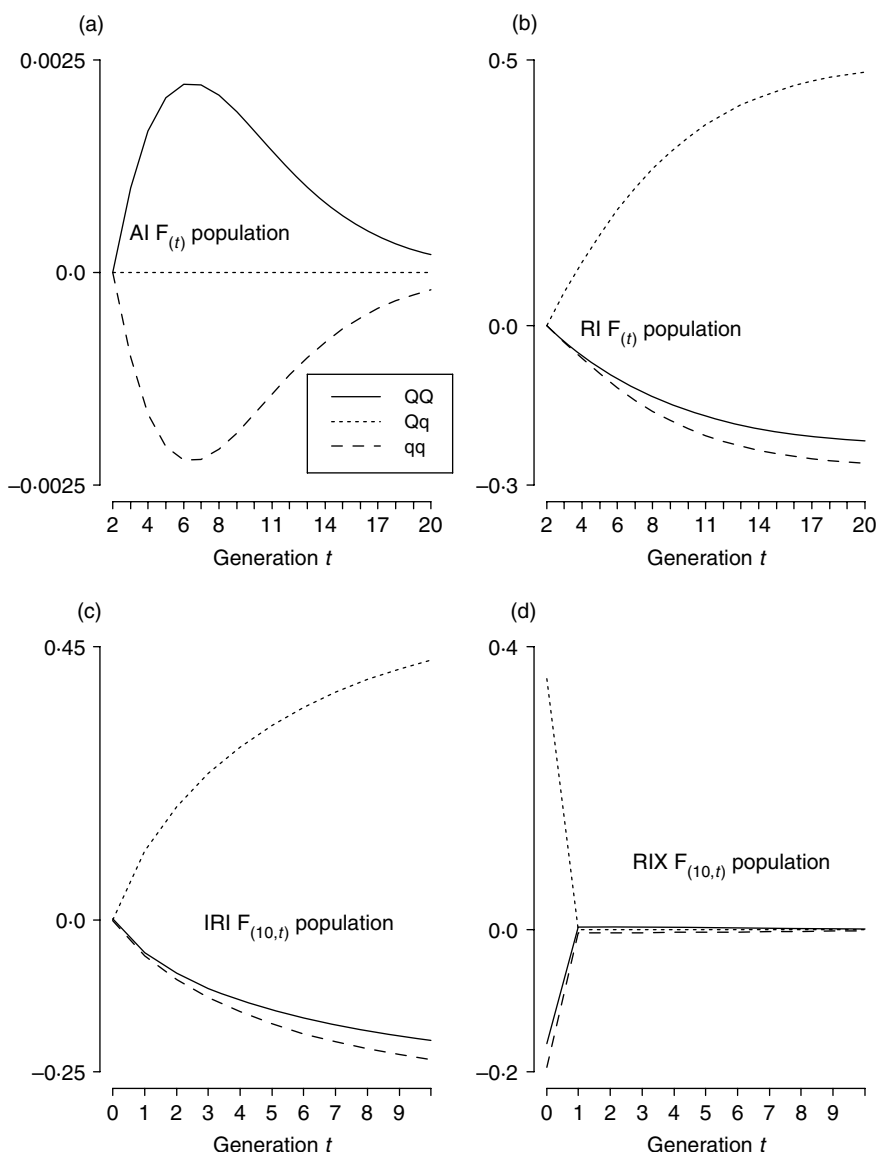 (a)
0·0025
0·0
−0·0025
AI F(t) population
QQ
Qq
qq
2 4 6 8 11 14 17 20
Generation t
(b)
0·5
0·0
−0·3
RI F(t) population
2 4 6 8 11 14 17 20
Generation t
(c)
0·45
0·0
−0·25
IRI F(10,t) population
0 1 2 3 4 5 6 7 8 9
Generation t
(d)
0·4
0·0
−0·2
RIX F(10,t) population
0 1 2 3 4 5 6 7 8 9
Generation t